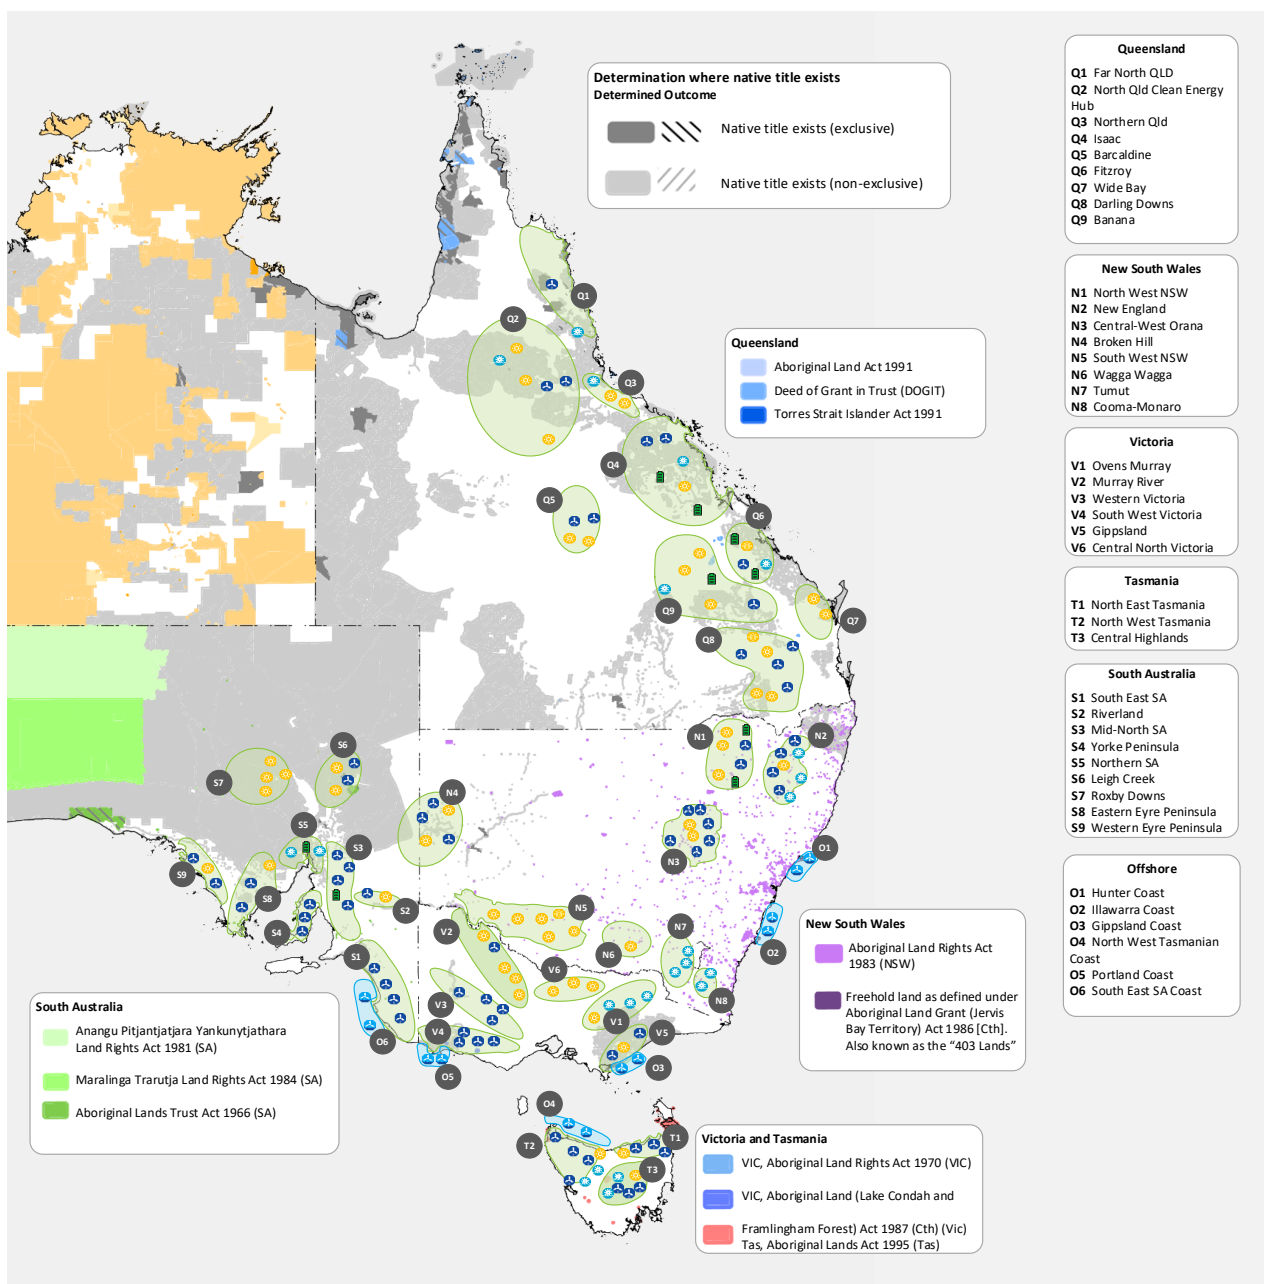 Determination where native title exists
Determined Outcome
Native title exists (exclusive)
Native title exists (non-exclusive)
Queensland
Q1 Far North QLD
Q2 North Qld Clean Energy
Hub
Q3 Northern Qld
Q4 Isaac
Q5 Barcaldine
Q6 Fitzroy
Q7 Wide Bay
Q8 Darling Downs
Q9 Banana
New South Wales
N1 North West NSW
N2 New England
N3 Central-West Orana
N4 Broken Hill
N5 South West NSW
N6 Wagga Wagga
N7 Tumut
N8 Cooma-Monaro
Victoria
V1 Ovens Murray
V2 Murray River
V3 Western Victoria
V4 South West Victoria
V5 Gippsland
V6 Central North Victoria
Tasmania
T1 North East Tasmania
T2 North West Tasmania
T3 Central Highlands
South Australia
S1 South East SA
S2 Riverland
S3 Mid-North SA
S4 Yorke Peninsula
S5 Northern SA
S6 Leigh Creek
S7 Roxby Downs
S8 Eastern Eyre Peninsula
S9 Western Eyre Peninsula
Offshore
O1 Hunter Coast
O2 Illawarra Coast
O3 Gippsland Coast
O4 North West Tasmanian
Coast
O5 Portland Coast
O6 South East SA Coast
Queensland
Aboriginal Land Act 1991
Deed of Grant in Trust (DOGIT)
Torres Strait Islander Act 1991
New South Wales
Aboriginal Land Rights Act
1983 (NSW)
Freehold land as defined under
Aboriginal Land Grant (Jervis
Bay Territory) Act 1986 [Cth].
Also known as the “403 Lands”
South Australia
Anangu Pitjantjatjara Yankunytjathara
Land Rights Act 1981 (SA)
Maralinga Trarutja Land Rights Act 1984 (SA)
Aboriginal Lands Trust Act 1966 (SA)
Victoria and Tasmania
VIC, Aboriginal Land Rights Act 1970 (VIC)
VIC, Aboriginal Land (Lake Condah and
Framlingham Forest) Act 1987 (Cth) (Vic)
Tas, Aboriginal Lands Act 1995 (Tas)
Q1
Q2
Q3
Q4
Q5
Q6
Q9
Q7
Q8
N1
N2
S6
S7
N4
S5
S3
O1
N3
S9
S8
S2
N5
S4
V2
N7
N6
O2
S1
V6
N8
V3
V1
V4
V5
O6
O3
O5
O4
T1
T2
T3